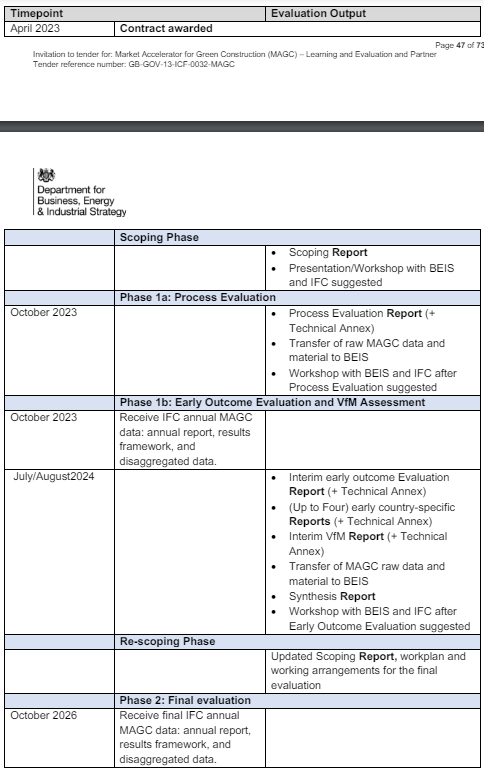 Timepoint Evaluation Output
April 2023 Contract awarded
Page 47 of 73
Invitation to tender for: Market Accelerator for Green Construction (MAGC) – Learning and Evaluation and Partner
Tender reference number: GB-GOV-13-ICF-0032-MAGC
Department for
Business, Energy
& Industrial Strategy
Scoping Phase
• Scoping Report
• Presentation/Workshop with BEIS
and IFC suggested
Phase 1a: Process Evaluation
October 2023
• Process Evaluation Report (+
Technical Annex)
• Transfer of raw MAGC data and
material to BEIS
• Workshop with BEIS and IFC after
Process Evaluation suggested
Phase 1b: Early Outcome Evaluation and VfM Assessment
October 2023
Receive IFC annual MAGC
data: annual report, results
framework, and
disaggregated data.
July/August2024
• Interim early outcome Evaluation
Report (+ Technical Annex)
• (Up to Four) early country-specific
Reports (+ Technical Annex)
• Interim VfM Report (+ Technical
Annex)
• Transfer of MAGC raw data and
material to BEIS
• Synthesis Report
• Workshop with BEIS and IFC after
Early Outcome Evaluation suggested
Re-scoping Phase
Updated Scoping Report, workplan and
working arrangements for the final
evaluation
Phase 2: Final evaluation
October 2026
Receive final IFC annual
MAGC data: annual report,
results framework, and
disaggregated data.